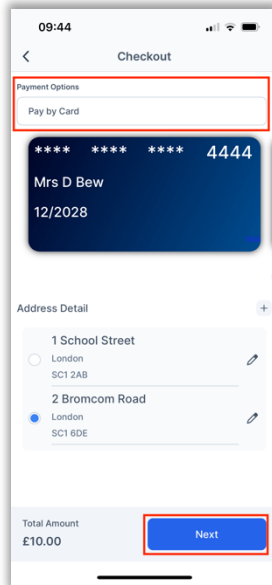 09:44
Checkout
Payment Options
Pay by Card
**** **** **** 4444
Mrs D Bew
12/2028
Address Detail
1 School Street
London
SC1 2AB
2 Bromcom Road
London
SC1 6DE
Total Amount
£10.00
Next